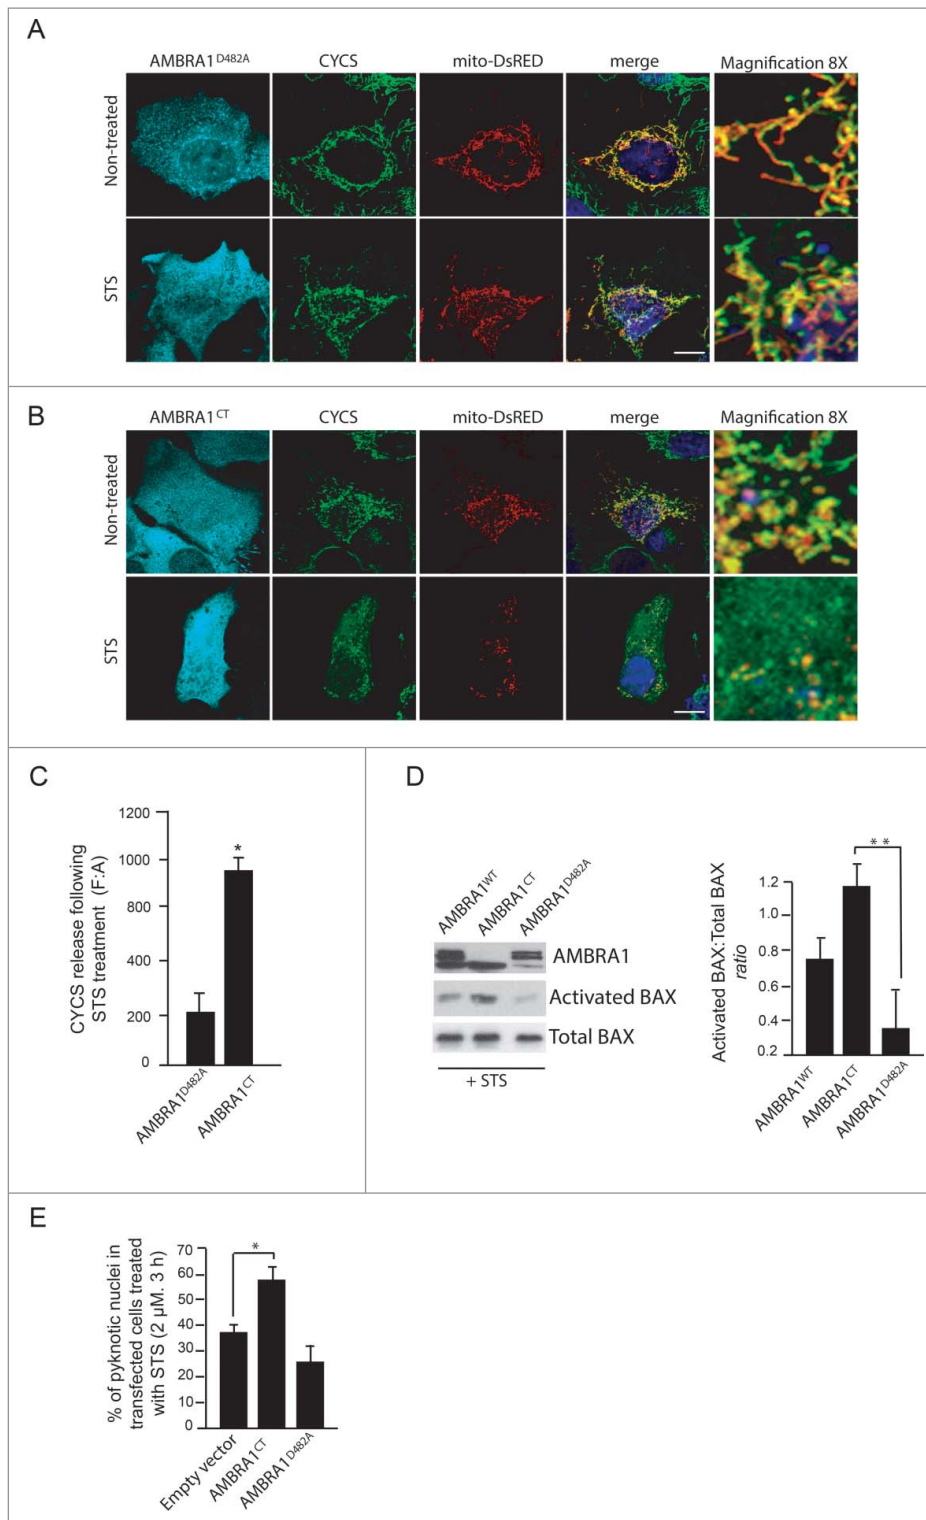 A
AMBRA1 D482A CYCS mito-DsRED merge Magnification 8X
Non-treated
STS
B
AMBRA1 CT CYCS mito-DsRED merge Magnification 8X
Non-treated
STS
C
CYCS release following
STS treatment (F:A)
1200
1000
800
400
200
0
*
AMBRA1D482A
AMBRA1CT
D
AMBRA1WT
AMBRA1CT
AMBRA1D482A
AMBRA1
Activated BAX
Total BAX
+ STS
Activated BAX:Total BAX
ratio
1.2
1.0
0.8
0.6
0.4
0.2
**
AMBRA1WT
AMBRA1CT
AMBRA1D482A
E
% of pyknotic nuclei in
transfected cells treated
with STS (2 µM. 3 h)
70
60
50
40
30
20
10
0
*
Empty vector
AMBRA1CT
AMBRA1D482A